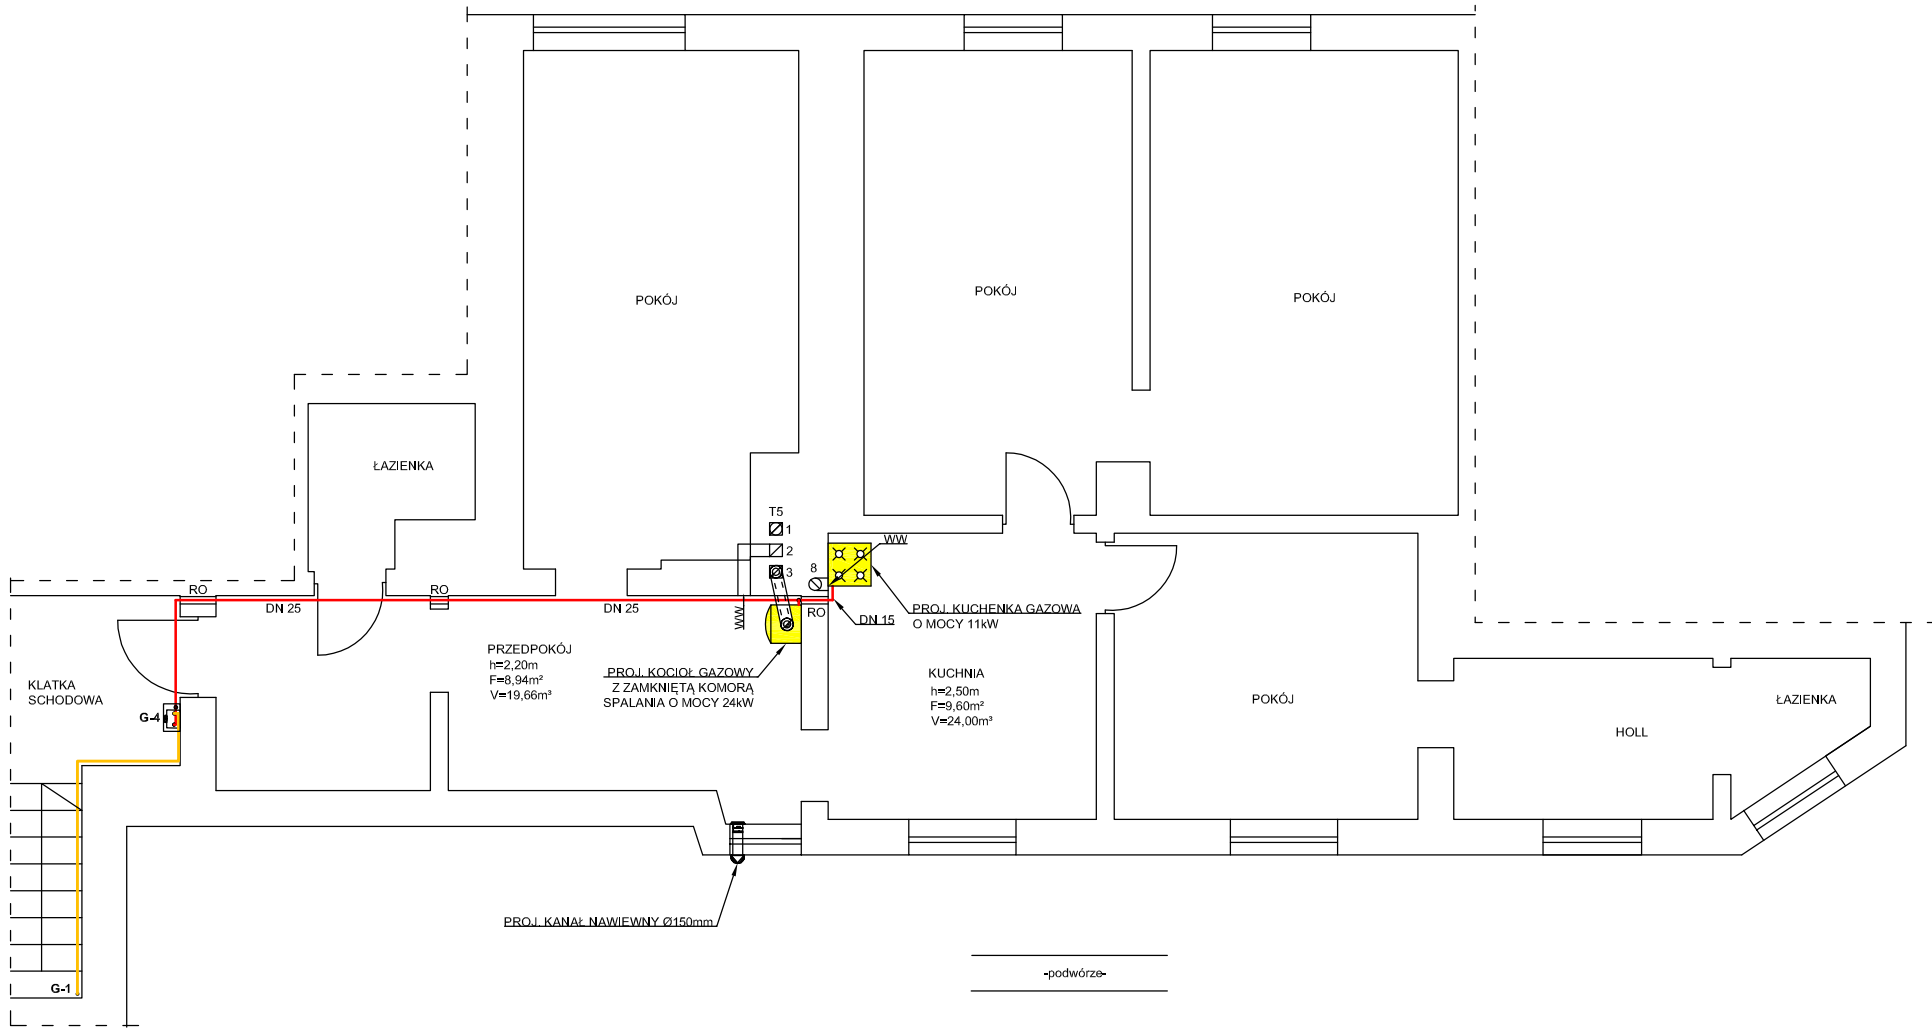 POKÓJ
POKÓJ
POKÓJ
ŁAZIENKA
T5
1
2
3
8
WW
WW
RO
DN 25
RO
DN 25
RO
DN 15
PROJ. KUCHENKA GAZOWA
O MOCY 11kW
PRZEDPOKÓJ
h=2,20m
F=8,94m²
V=19,66m³
PROJ. KOCIOŁ GAZOWY
Z ZAMKNIĘTĄ KOMORĄ
SPALANIA O MOCY 24kW
KUCHNIA
h=2,50m
F=9,60m²
V=24,00m³
KLATKA
SCHODOWA
G-4
POKÓJ
HOLL
ŁAZIENKA
PROJ. KANAŁ NAWIEWNY Ø150mm
-podwórze-
G-1